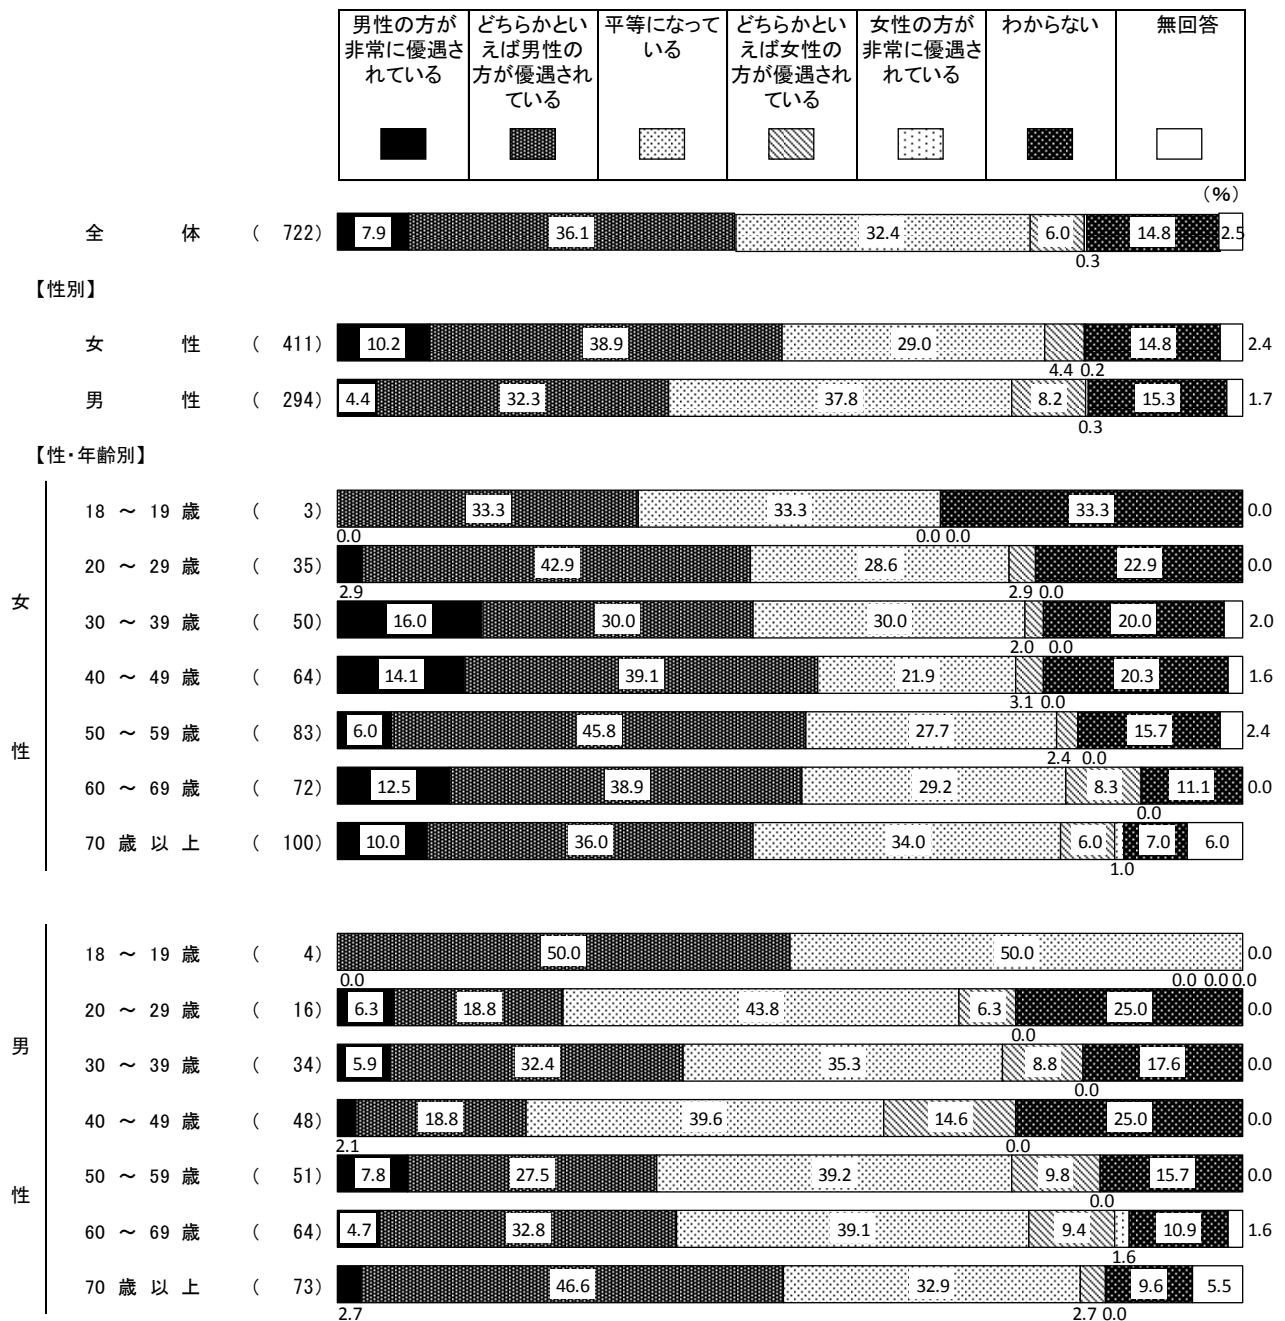 男性の方が
非常に優遇さ
れている
どちらかとい
えば男性の
方が優遇され
ている
平等になって
いる
どちらかとい
えば女性の
方が優遇され
ている
女性の方が
非常に優遇さ
れている
わからない
無回答
(%)
全 体 ( 722) 7.9 36.1 32.4 6.0 14.8 2.5
0.3
【性別】
女 性 ( 411) 10.2 38.9 29.0 14.8 2.4
4.4 0.2
男 性 ( 294) 4.4 32.3 37.8 8.2 15.3 1.7
0.3
【性・年齢別】
女性
18 ～ 19 歳 ( 3) 33.3 33.3 33.3 0.0
0.0 0.0 0.0
20 ～ 29 歳 ( 35) 42.9 28.6 22.9 0.0
2.9 2.9 0.0
30 ～ 39 歳 ( 50) 16.0 30.0 30.0 20.0 2.0
2.0 0.0
40 ～ 49 歳 ( 64) 14.1 39.1 21.9 20.3 1.6
3.1 0.0
50 ～ 59 歳 ( 83) 6.0 45.8 27.7 15.7 2.4
2.4 0.0
60 ～ 69 歳 ( 72) 12.5 38.9 29.2 8.3 11.1 0.0
0.0
70 歳 以 上 ( 100) 10.0 36.0 34.0 6.0 7.0 6.0
1.0
男性
18 ～ 19 歳 ( 4) 50.0 50.0 0.0
0.0 0.0 0.0 0.0
20 ～ 29 歳 ( 16) 6.3 18.8 43.8 6.3 25.0 0.0
0.0
30 ～ 39 歳 ( 34) 5.9 32.4 35.3 8.8 17.6 0.0
0.0
40 ～ 49 歳 ( 48) 18.8 39.6 14.6 25.0 0.0
2.1 0.0
50 ～ 59 歳 ( 51) 7.8 27.5 39.2 9.8 15.7 0.0
0.0
60 ～ 69 歳 ( 64) 4.7 32.8 39.1 9.4 10.9 1.6
1.6
70 歳 以 上 ( 73) 46.6 32.9 9.6 5.5
2.7 2.7 0.0